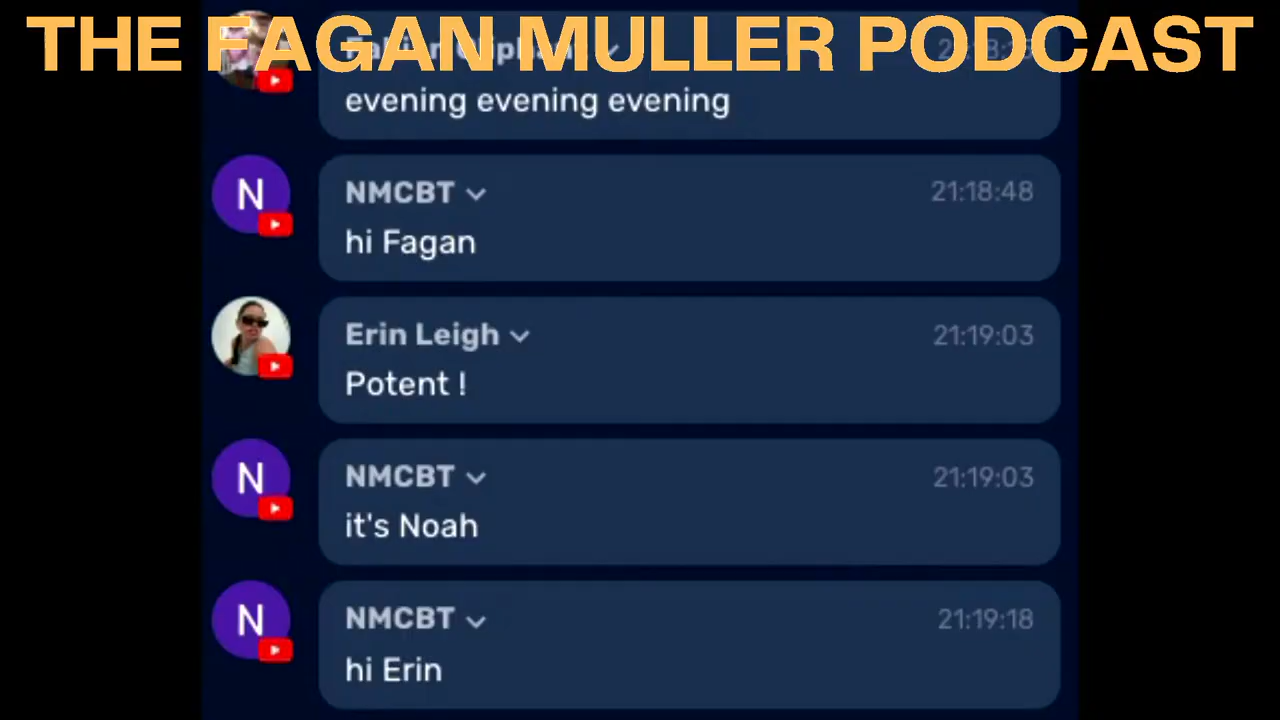 THE FAGAN MULLER PODCAST
evening evening evening
NMCBT 21:18:48
hi Fagan
Erin Leigh 21:19:03
Potent !
NMCBT 21:19:03
it's Noah
NMCBT 21:19:18
hi Erin
N
N
N